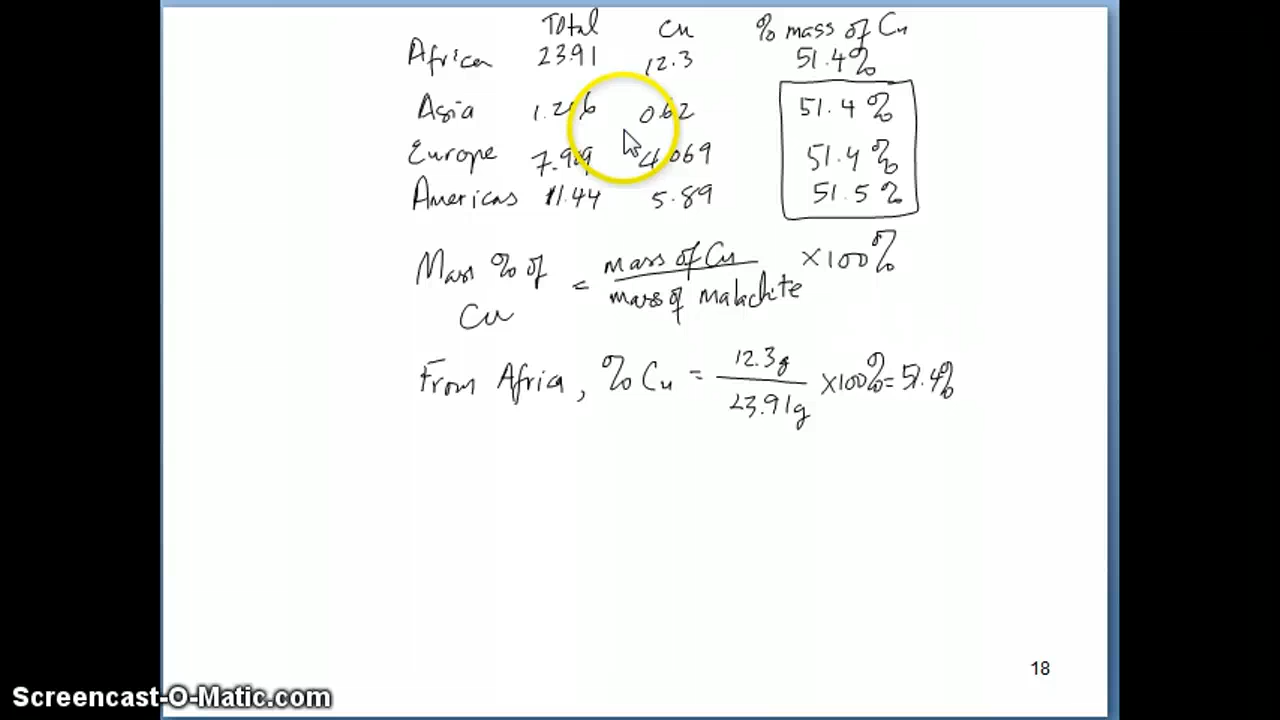 Total Cu % mass of Cu
Africa 23.91 12.3 51.4%
Asia 1.206 0.62 51.4%
Europe 4.069 51.4%
Americas 11.44 5.89 51.5%
Mass % of Cu = mass of Cu / mass of malachite × 100%
From Africa, % Cu = 12.3g / 23.91g × 100% = 51.4%
18
Screencast-O-Matic.com